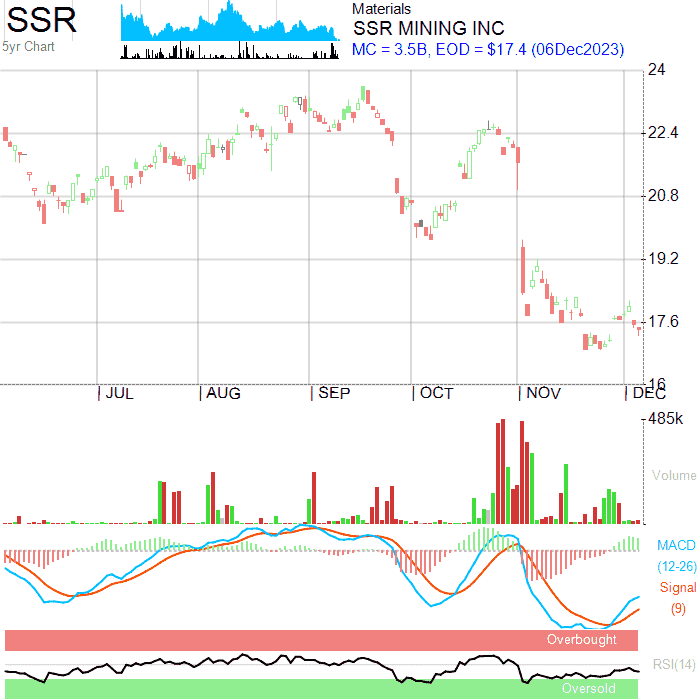 SSR
5yr Chart
Materials
SSR MINING INC
MC = 3.5B, EOD = $17.4 (06Dec2023)
24
22.4
20.8
19.2
17.6
16
| JUL | AUG | SEP | OCT | NOV | DEC
485k
Volume
MACD
(12-26)
Signal
(9)
Overbought
RSI(14)
Oversold